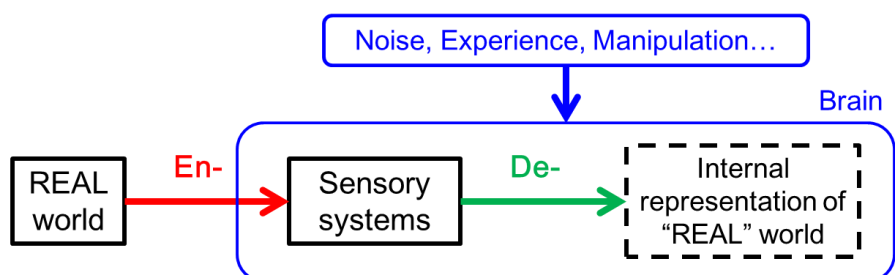 Noise, Experience, Manipulation…
Brain
REAL
world
En-
Sensory
systems
De-
Internal
representation of
“REAL” world